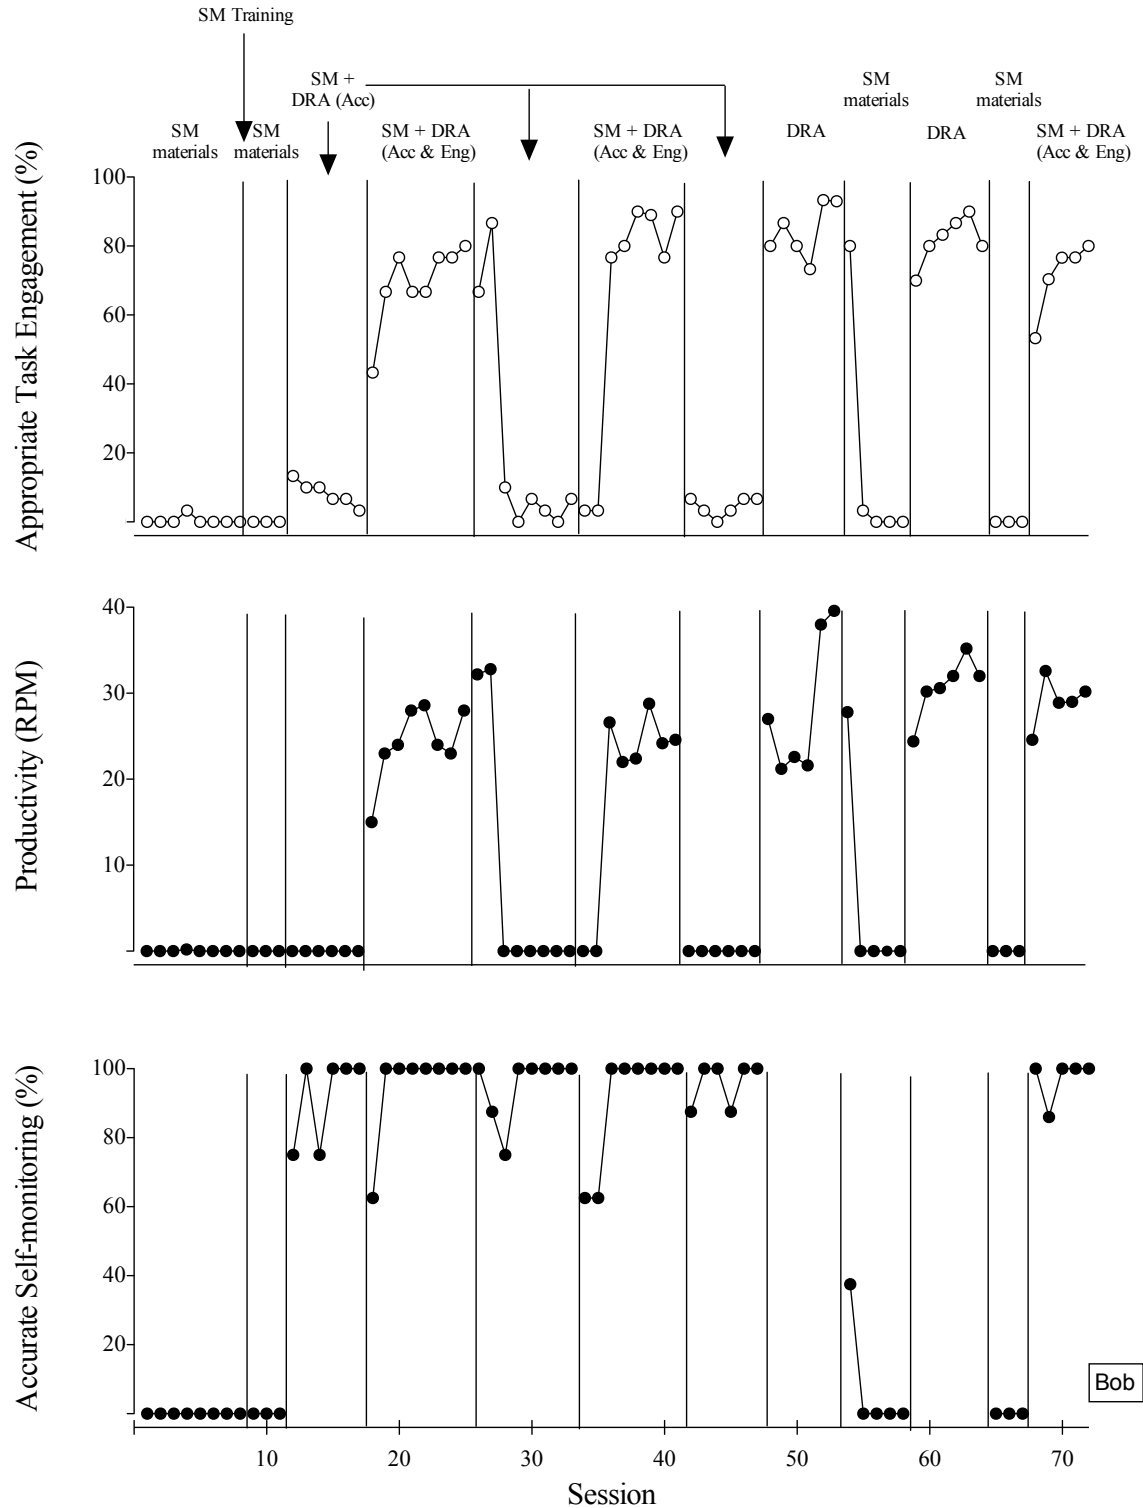 SM Training
SM +
DRA (Acc)
SM
materials
SM
materials
SM
materials
SM
materials
SM + DRA
(Acc & Eng)
SM + DRA
(Acc & Eng)
DRA
DRA
SM + DRA
(Acc & Eng)
Appropriate Task Engagement (%)
100
80
60
40
20
Productivity (RPM)
40
30
20
10
Accurate Self-monitoring (%)
100
80
60
40
20
Bob
10 20 30 40 50 60 70
Session